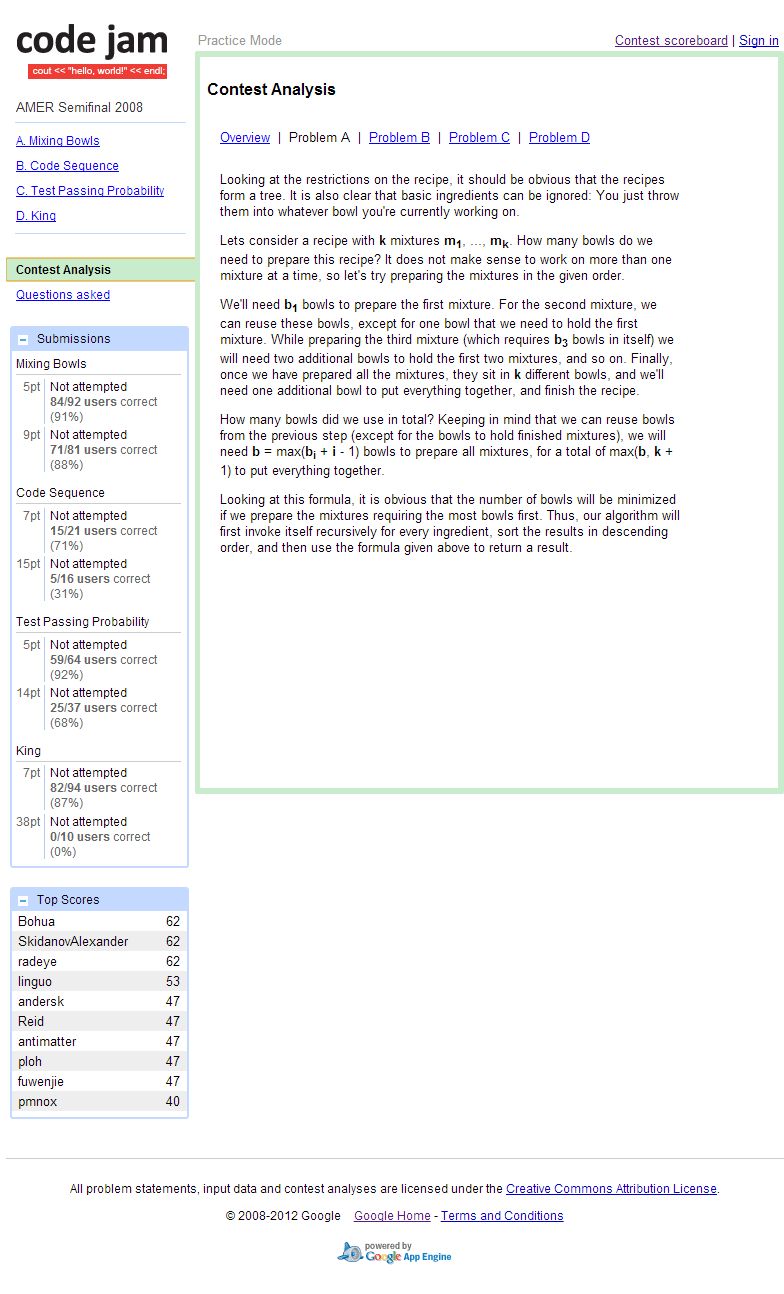 code jam
cout << "hello, world!" << endl;
Practice Mode
Contest scoreboard | Sign in
AMER Semifinal 2008
A. Mixing Bowls
B. Code Sequence
C. Test Passing Probability
D. King
Contest Analysis
Questions asked
Submissions
Mixing Bowls
5pt Not attempted
84/92 users correct
(91%)
9pt Not attempted
71/81 users correct
(88%)
Code Sequence
7pt Not attempted
15/21 users correct
(71%)
15pt Not attempted
5/16 users correct
(31%)
Test Passing Probability
5pt Not attempted
59/64 users correct
(92%)
14pt Not attempted
25/37 users correct
(68%)
King
7pt Not attempted
82/94 users correct
(87%)
38pt Not attempted
0/10 users correct
(0%)
Top Scores
Bohua 62
SkidanovAlexander 62
radeye 62
linguo 53
andersk 47
Reid 47
antimatter 47
ploh 47
fuwenjie 47
pmnox 40
Contest Analysis
Overview | Problem A | Problem B | Problem C | Problem D
Looking at the restrictions on the recipe, it should be obvious that the recipes
form a tree. It is also clear that basic ingredients can be ignored: You just throw
them into whatever bowl you're currently working on.
Lets consider a recipe with k mixtures m1, ..., mk. How many bowls do we
need to prepare this recipe? It does not make sense to work on more than one
mixture at a time, so let's try preparing the mixtures in the given order.
We'll need b1 bowls to prepare the first mixture. For the second mixture, we
can reuse these bowls, except for one bowl that we need to hold the first
mixture. While preparing the third mixture (which requires b3 bowls in itself) we
will need two additional bowls to hold the first two mixtures, and so on. Finally,
once we have prepared all the mixtures, they sit in k different bowls, and we'll
need one additional bowl to put everything together, and finish the recipe.
How many bowls did we use in total? Keeping in mind that we can reuse bowls
from the previous step (except for the bowls to hold finished mixtures), we will
need b = max(bi + i - 1) bowls to prepare all mixtures, for a total of max(b, k +
1) to put everything together.
Looking at this formula, it is obvious that the number of bowls will be minimized
if we prepare the mixtures requiring the most bowls first. Thus, our algorithm will
first invoke itself recursively for every ingredient, sort the results in descending
order, and then use the formula given above to return a result.
All problem statements, input data and contest analyses are licensed under the Creative Commons Attribution License.
© 2008-2012 Google Google Home - Terms and Conditions
powered by
Google App Engine